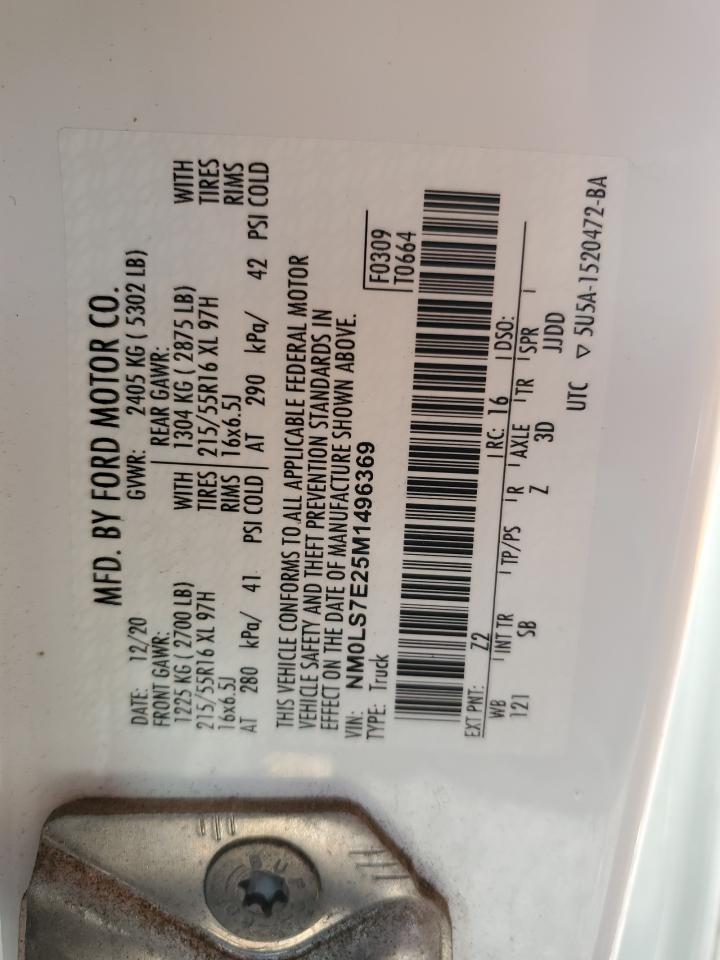 MFD. BY FORD MOTOR CO.
DATE: 12/20 GVWR: 2405 KG ( 5302 LB)
FRONT GAWR: REAR GAWR:
1225 KG ( 2700 LB) WITH 1304 KG ( 2875 LB) WITH
215/55R16 XL 97H TIRES 215/55R16 XL 97H TIRES
16x6.5J RIMS 16x6.5J RIMS
AT 280 kPa/ 41 PSI COLD AT 290 kPa/ 42 PSI COLD
THIS VEHICLE CONFORMS TO ALL APPLICABLE FEDERAL MOTOR
VEHICLE SAFETY AND THEFT PREVENTION STANDARDS IN
EFFECT ON THE DATE OF MANUFACTURE SHOWN ABOVE.
VIN: NM0LS7E25M1496369
TYPE: Truck
F0309
T0664
EXT PNT: Z2 RC: 16 DSO:
WB INT TR TP/PS R AXLE TR SPR
121 SB Z 3D JJDD
UTC ▽ 5U5A-1520472-BA